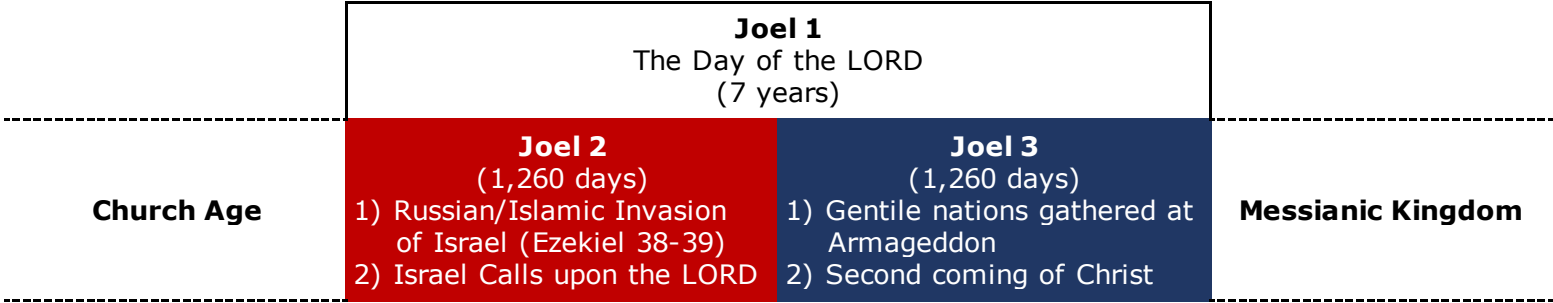 Joel 1
The Day of the LORD
(7 years)
Church Age
Joel 2
(1,260 days)
1) Russian/Islamic Invasion
of Israel (Ezekiel 38-39)
2) Israel Calls upon the LORD
Joel 3
(1,260 days)
1) Gentile nations gathered at
Armageddon
2) Second coming of Christ
Messianic Kingdom